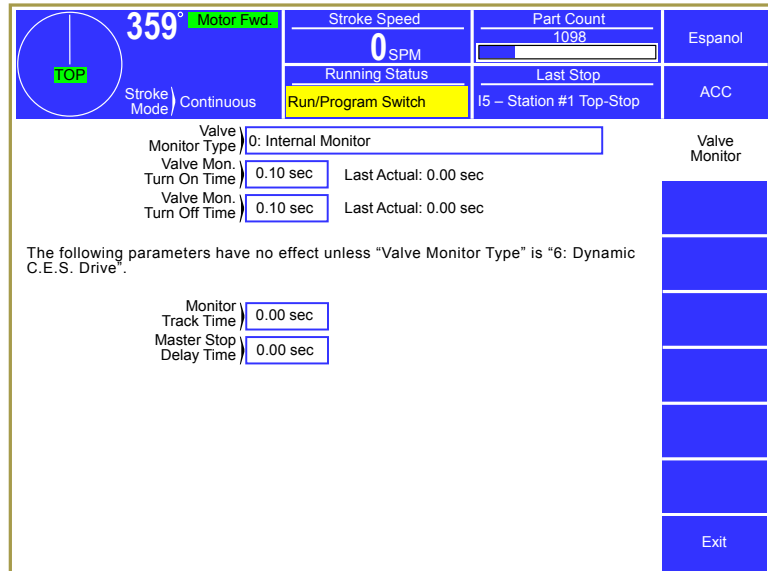 359° Motor Fwd.
TOP
Stroke
Mode Continuous
Stroke Speed
0 SPM
Part Count
1098
Running Status
Run/Program Switch
Last Stop
I5 – Station #1 Top-Stop
Espanol
ACC
Valve
Monitor
Valve
Monitor Type 0: Internal Monitor
Valve Mon.
Turn On Time 0.10 sec Last Actual: 0.00 sec
Valve Mon.
Turn Off Time 0.10 sec Last Actual: 0.00 sec
The following parameters have no effect unless “Valve Monitor Type” is “6: Dynamic
C.E.S. Drive”.
Monitor
Track Time 0.00 sec
Master Stop
Delay Time 0.00 sec
Exit